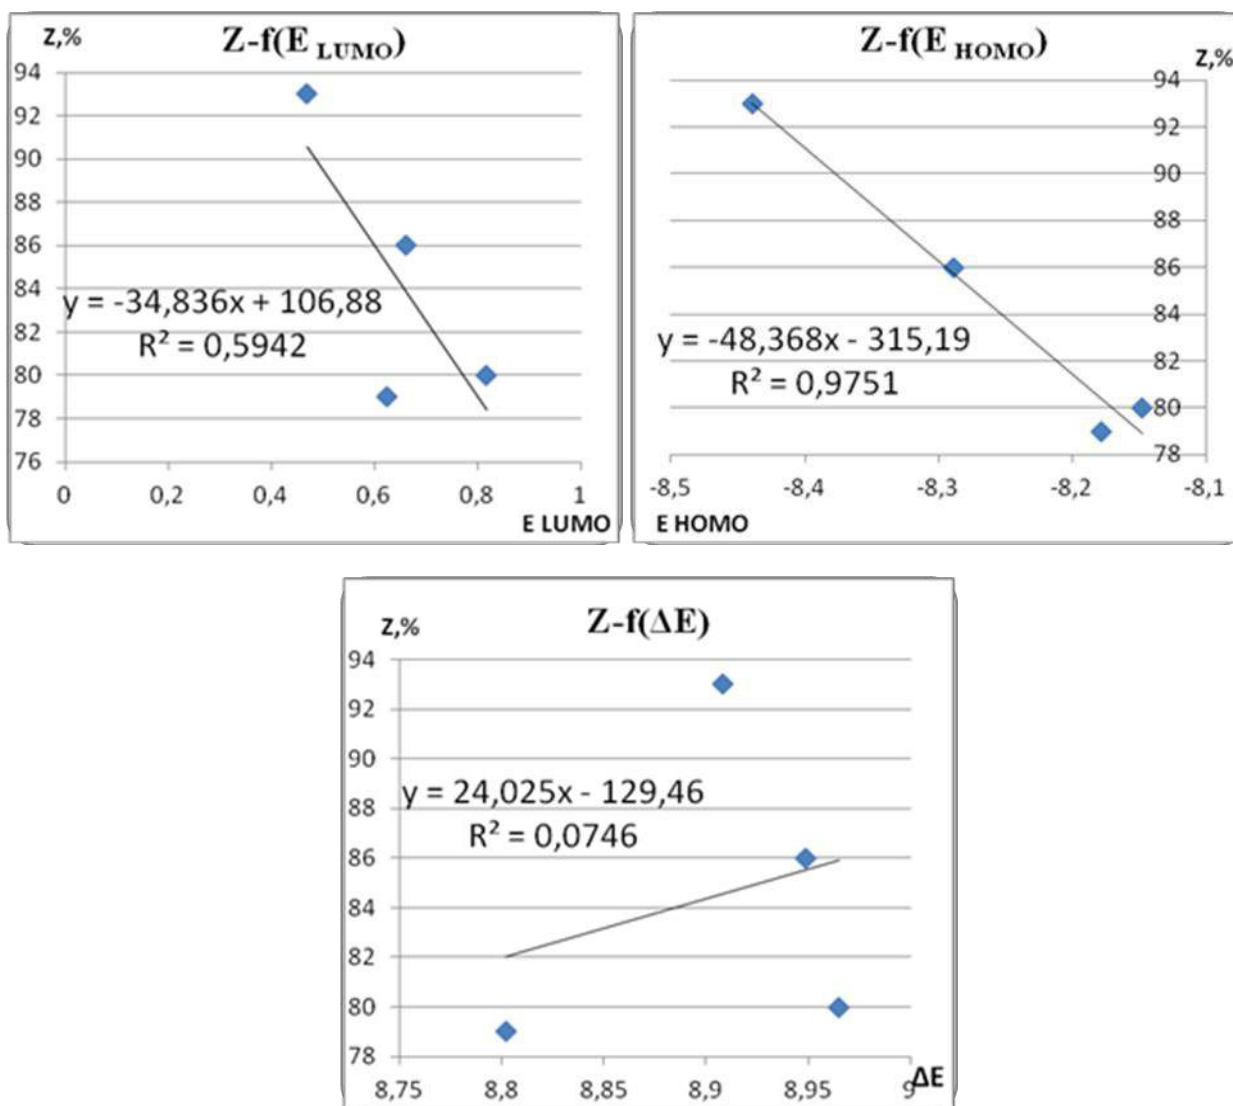 Z,%
Z-f(E LUMO)
94
92
90
88
86
84
82
80
78
76
y = -34,836x + 106,88
R² = 0,5942
0 0,2 0,4 0,6 0,8 1
E LUMO
Z-f(E HOMO)
Z,%
94
92
90
88
86
84
82
80
78
y = -48,368x - 315,19
R² = 0,9751
-8,5 -8,4 -8,3 -8,2 -8,1
E HOMO
Z,%
Z-f(ΔE)
94
92
90
88
86
84
82
80
78
y = 24,025x - 129,46
R² = 0,0746
8,75 8,8 8,85 8,9 8,95 9
ΔE